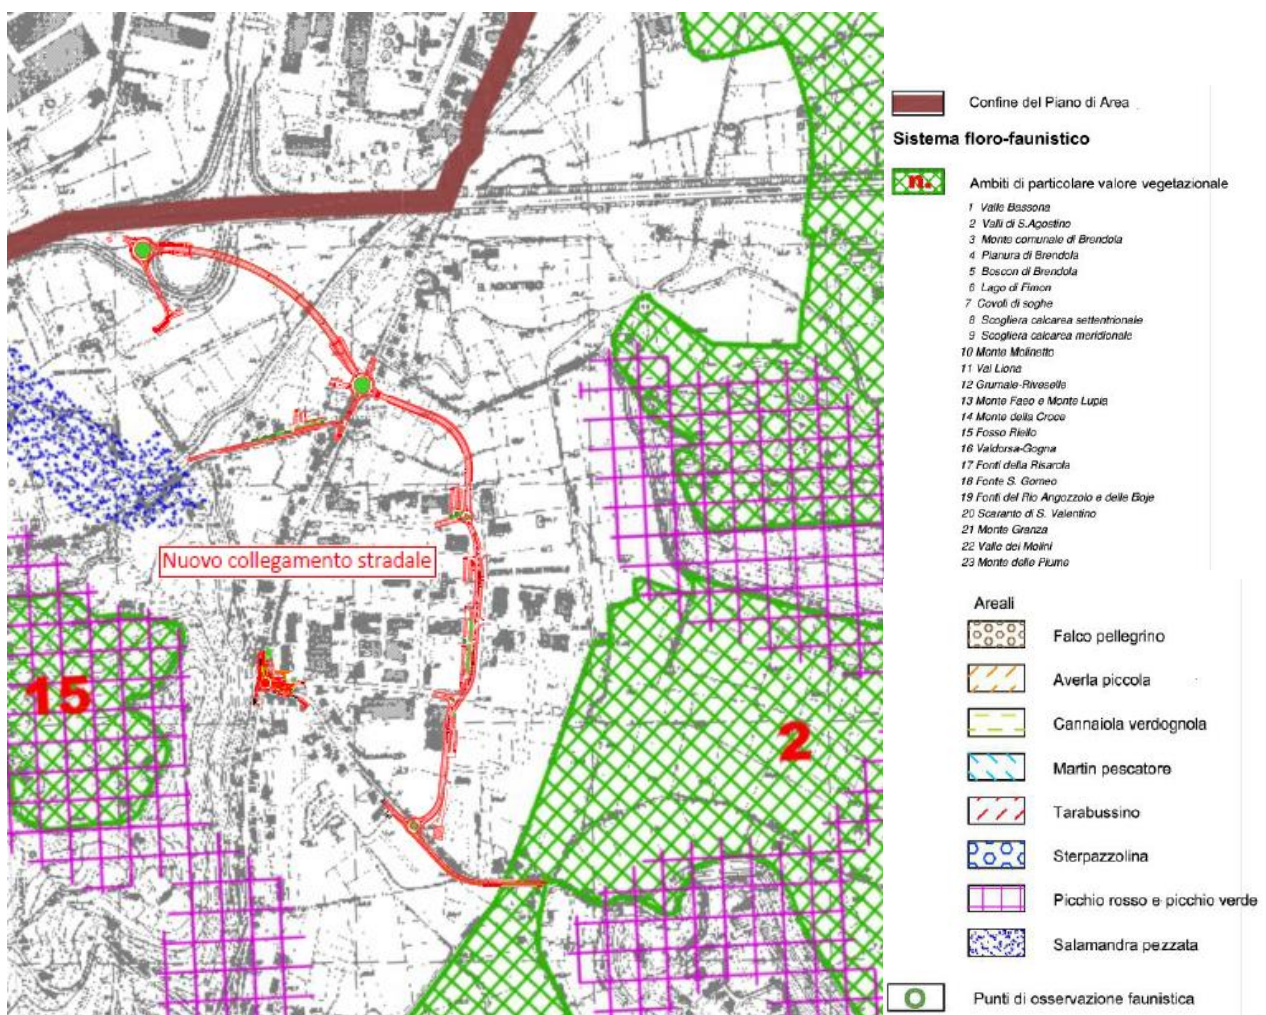 Nuovo collegamento stradale
15
2
Confine del Piano di Area
Sistema floro-faunistico
n.
Ambiti di particolare valore vegetazionale
1 Valle Bassona
2 Valli di S.Agostino
3 Monte comunale di Brendola
4 Pianura di Brendola
5 Boscon di Brendola
6 Lago di Fimon
7 Covoli di soghe
8 Scogliera calcarea settentrionale
9 Scogliera calcarea meridionale
10 Monte Molinetto
11 Val Liona
12 Grumale-Riveselle
13 Monte Faeo e Monte Lupia
14 Monte della Croce
15 Fosso Riello
16 Valdorsa-Gogna
17 Fonti della Risarola
18 Fonte S. Gorneo
19 Fonti del Rio Angozzolo e delle Boje
20 Scaranto di S. Valentino
21 Monte Granza
22 Valle dei Molini
23 Monte delle Piume
Areali
Falco pellegrino
Averla piccola
Cannaiola verdognola
Martin pescatore
Tarabussino
Sterpazzolina
Picchio rosso e picchio verde
Salamandra pezzata
Punti di osservazione faunistica